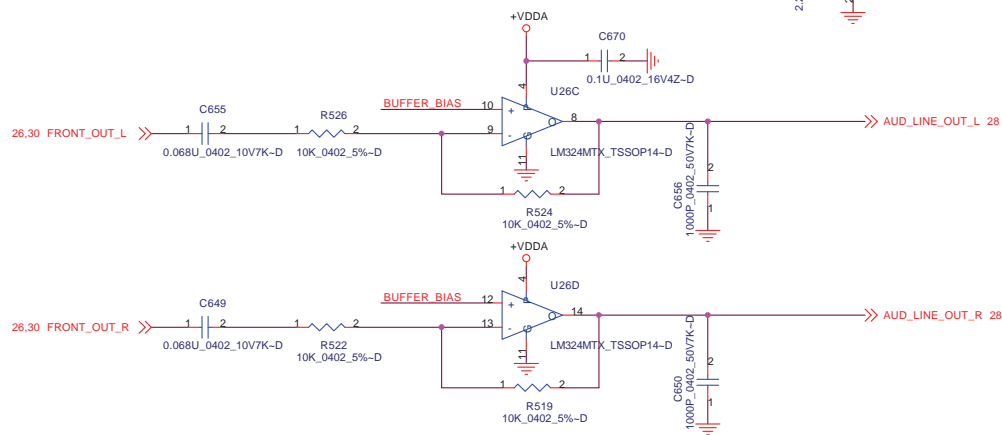 2.2
2
+VDDA
C670
1 2
0.1U_0402_16V4Z~D
4
U26C
BUFFER_BIAS 10 + P
26,30 FRONT_OUT_L
C655
1 2
0.068U_0402_10V7K~D
R526
1 2
10K_0402_5%~D
9 - G
O 8
11
LM324MTX_TSSOP14~D
AUD_LINE_OUT_L 28
1 2
R524
10K_0402_5%~D
C656
1000P_0402_50V7K~D
2
1
+VDDA
4
U26D
BUFFER_BIAS 12 + P
26,30 FRONT_OUT_R
C649
1 2
0.068U_0402_10V7K~D
R522
1 2
10K_0402_5%~D
13 - G
O 14
11
LM324MTX_TSSOP14~D
AUD_LINE_OUT_R 28
1 2
R519
10K_0402_5%~D
C650
1000P_0402_50V7K~D
2
1